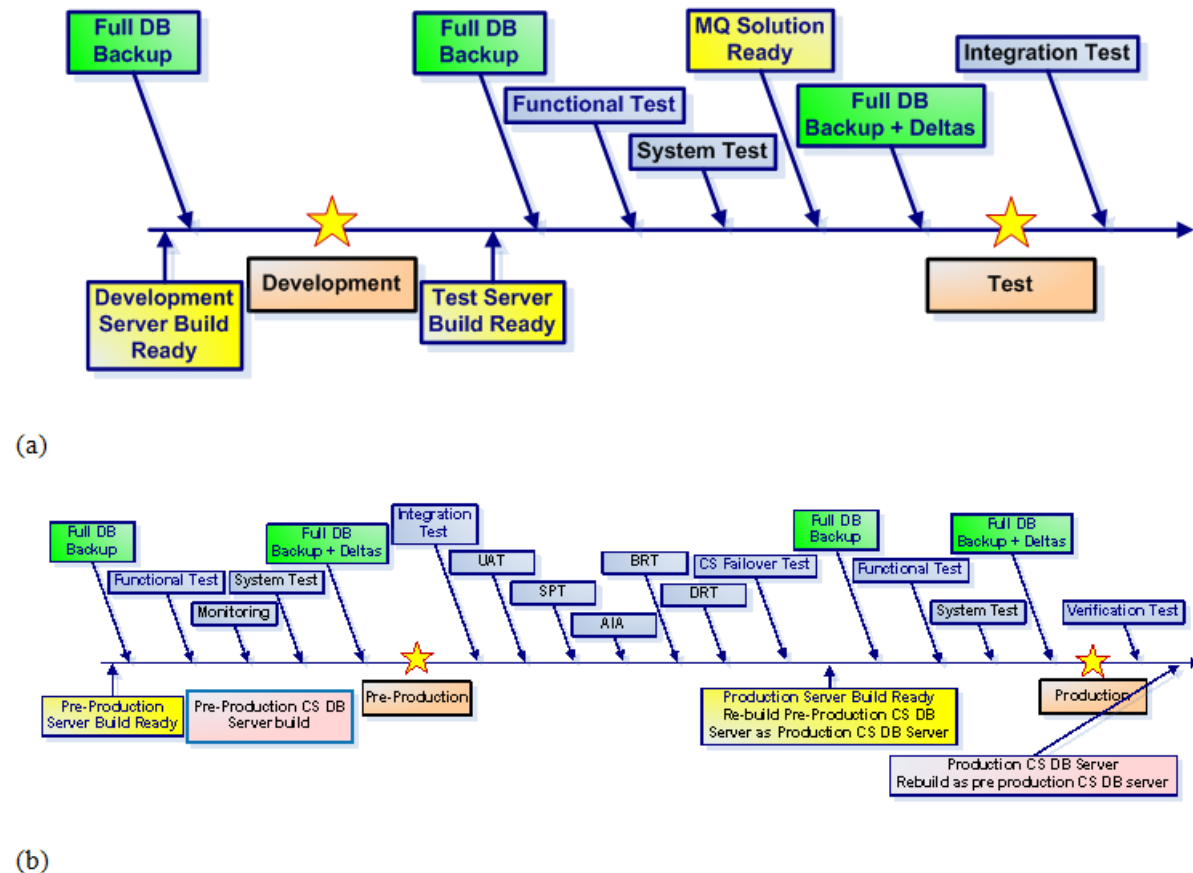 Full DB
Backup
Full DB
Backup
MQ Solution
Ready
Integration Test
Functional Test
Full DB
Backup + Deltas
System Test
Development
Server Build
Ready
Development
Test Server
Build Ready
Test
(a)
Full DB
Backup
Functional Test
Monitoring
System Test
Full DB
Backup + Deltas
Integration
Test
UAT
SPT
AIA
BRT
DRT
CS Failover Test
Full DB
Backup
Functional Test
System Test
Full DB
Backup + Deltas
Verification Test
Pre-Production
Server Build Ready
Pre-Production CS DB
Server build
Pre-Production
Production Server Build Ready
Re-build Pre-Production CS DB
Server as Production CS DB Server
Production
Production CS DB Server
Rebuild as pre production CS DB server
(b)